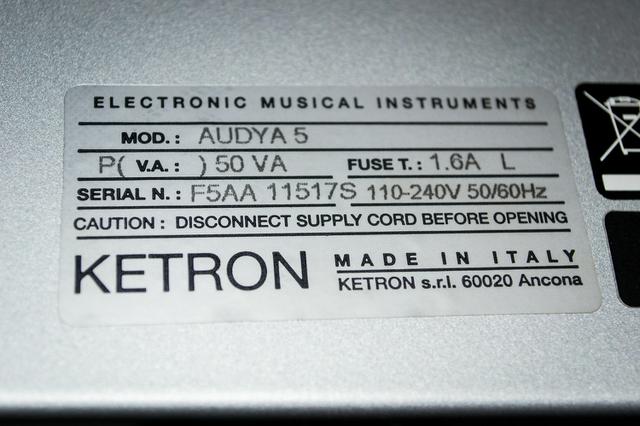 ELECTRONIC MUSICAL INSTRUMENTS
MOD.: AUDYA 5
P( V.A.: ) 50 VA FUSE T.: 1.6A L
SERIAL N.: F5AA 11517S 110-240V 50/60Hz
CAUTION : DISCONNECT SUPPLY CORD BEFORE OPENING
KETRON
MADE IN ITALY
KETRON s.r.l. 60020 Ancona